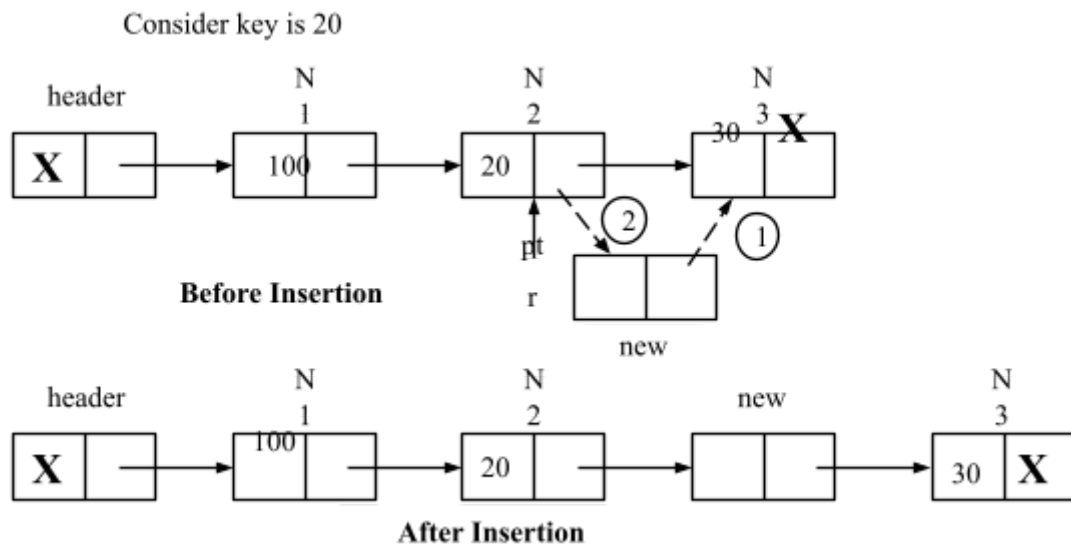 Consider key is 20
header
N
1
N
2
N
3
X
100
20
30
X
2
1
pt
r
Before Insertion
new
header
N
1
N
2
new
N
3
X
100
20
30
X
After Insertion